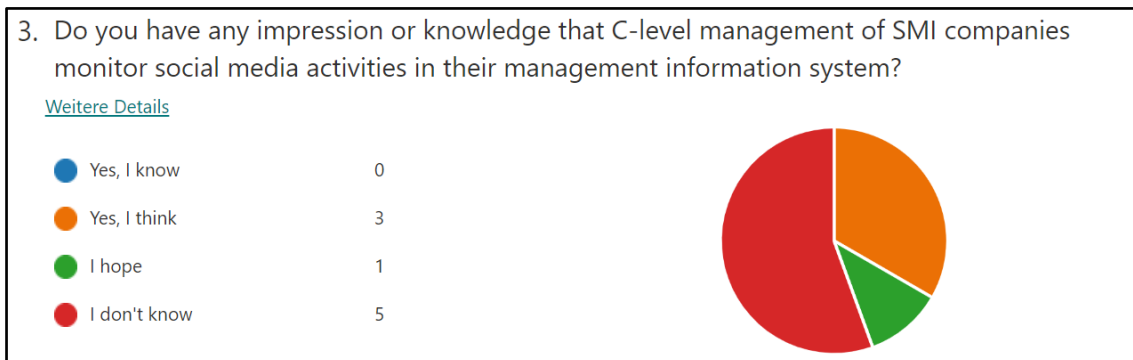 3. Do you have any impression or knowledge that C-level management of SMI companies
monitor social media activities in their management information system?
Weitere Details
Yes, I know 0
Yes, I think 3
I hope 1
I don't know 5